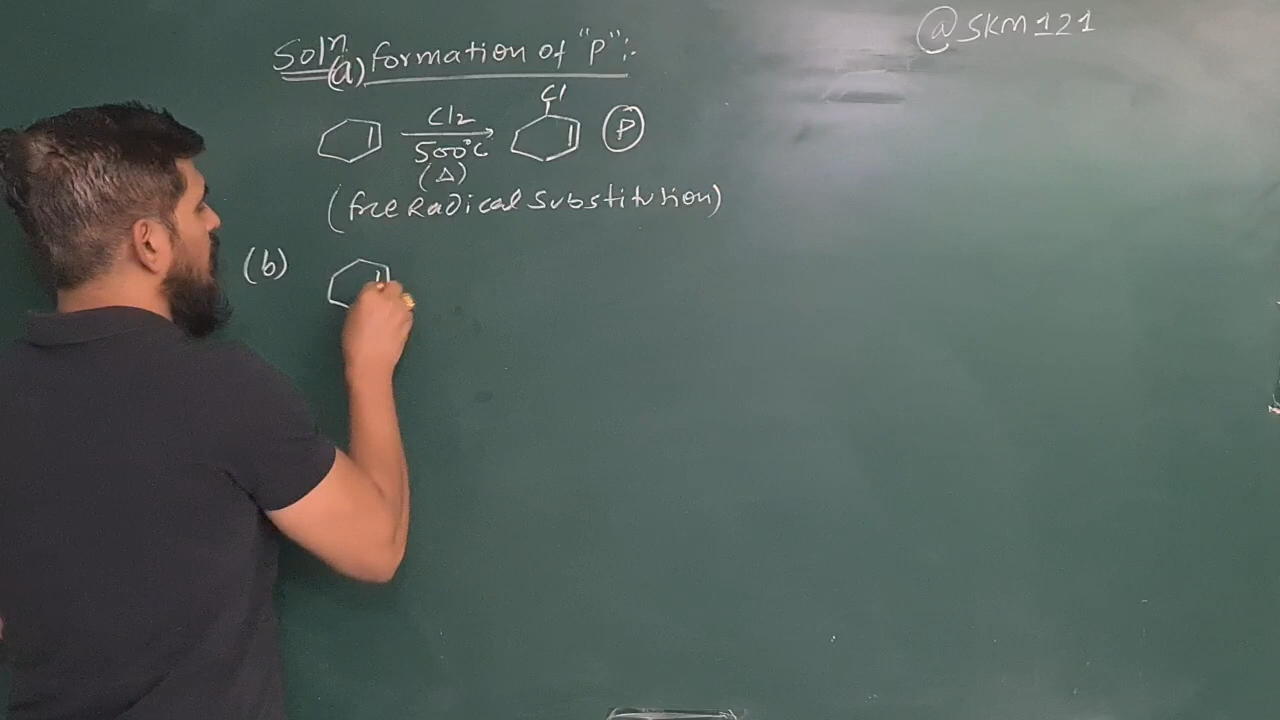 @SKM121
Soln
(a) formation of "P":-
Cl
Cl2
500°C
(Δ)
P
(free Radical substitution)
(b)